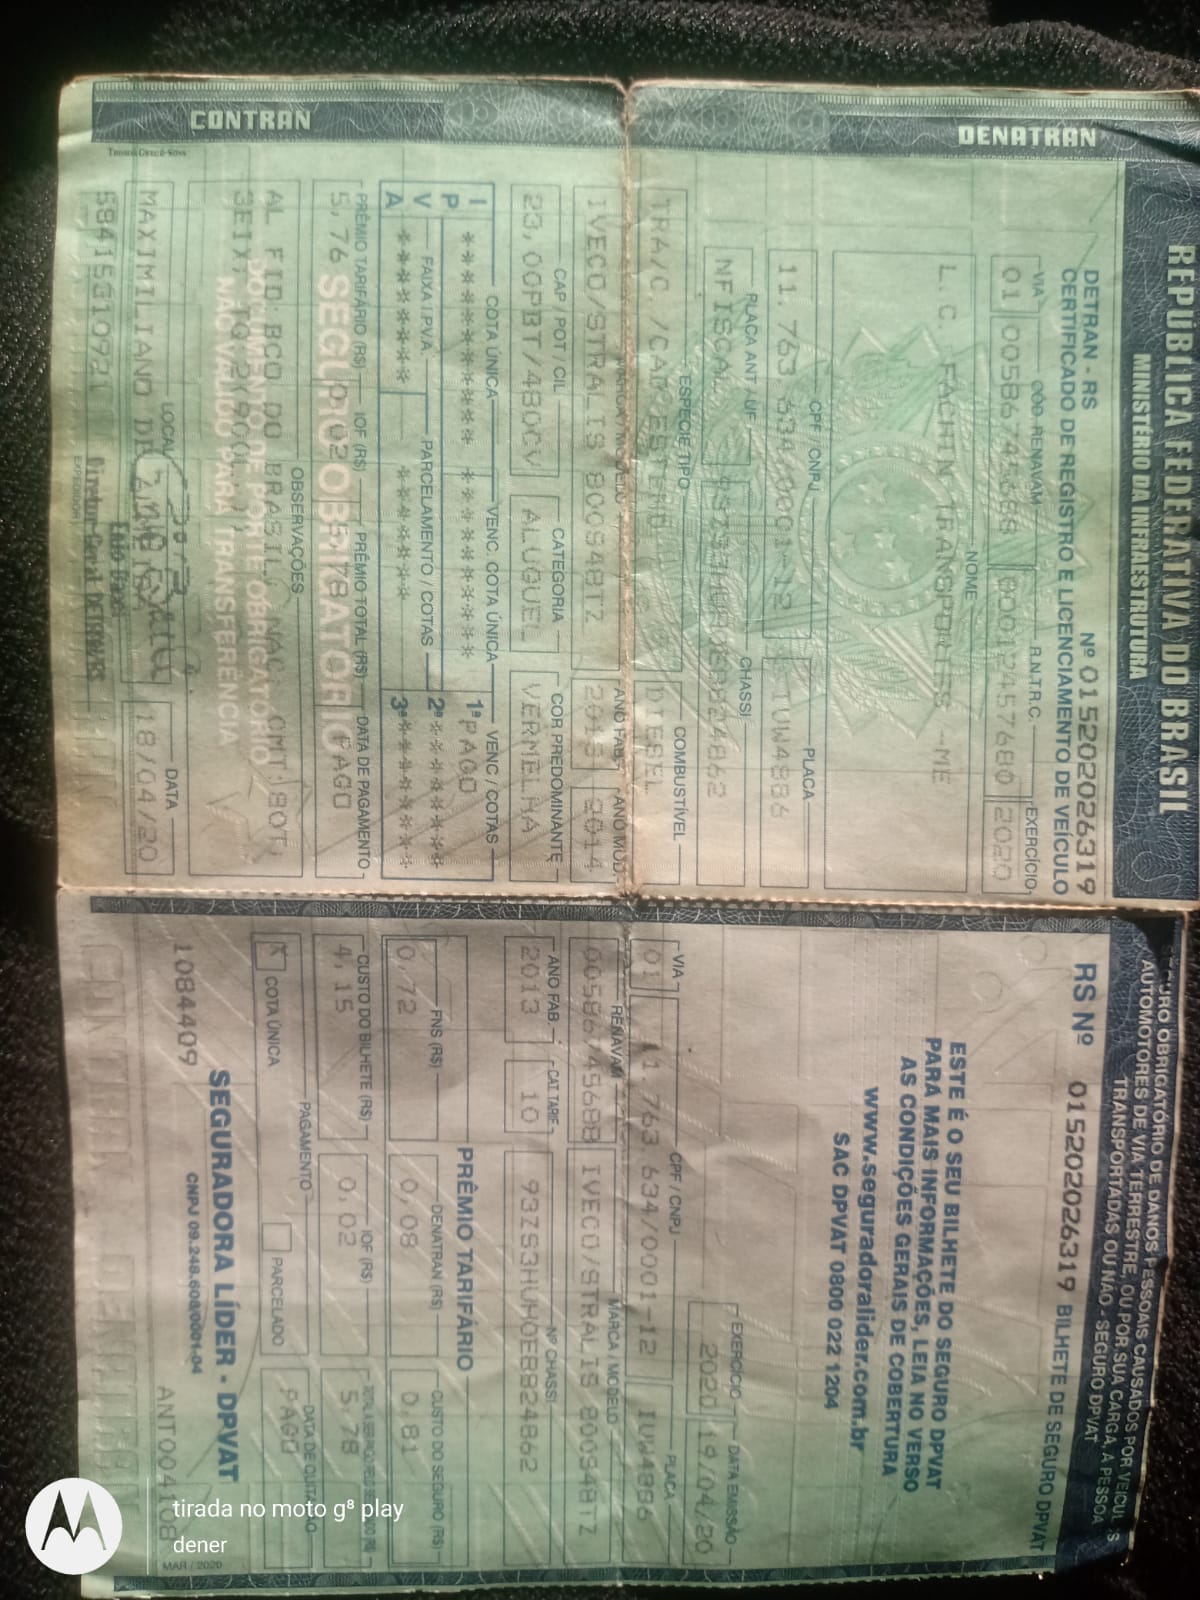 REPÚBLICA FEDERATIVA DO BRASIL
MINISTÉRIO DA INFRAESTRUTURA
DENATRAN
CONTRAN
DETRAN - RS Nº 015202026319
CERTIFICADO DE REGISTRO E LICENCIAMENTO DE VEÍCULO
VIA CÓD. RENAVAM R.N.T.R.C. EXERCÍCIO
01 00586745688 00012457680 2020
NOME
L. C. FACHIN TRANSPORTES -ME
CPF / CNPJ PLACA
11.763.634/0001-12 IUW4886
PLACA ANT / UF CHASSI
NFISCAL 93ZS3HUH0E8824862
ESPÉCIE TIPO COMBUSTÍVEL
TRA/C. /CAD ESTEND DIESEL
MARCA / MODELO ANO FAB. ANO MOD.
IVECO/STRALIS 800S48TZ 2013 2014
CAP / POT / CIL CATEGORIA COR PREDOMINANTE
23,00PBT/480CV ALUGUEL VERMELHA
IPVA
COTA ÚNICA VENC. COTA ÚNICA VENC / COTAS
*********** ********** 1ª PAGO
2ª ********
FAIXA I.P.V.A. PARCELAMENTO / COTAS
******** ******* 3ª ********
PRÊMIO TARIFÁRIO (R$) IOF (R$) PRÊMIO TOTAL (R$) DATA DE PAGAMENTO
5,76 0,02 5,78 PAGO
SEGURO OBRIGATÓRIO
OBSERVAÇÕES
AL FID:BCO DO BRASIL; NAC; CMT:80T;
3EIX; TQ:2(900L.);
DOCUMENTO DE PORTE OBRIGATÓRIO
NÃO VÁLIDO PARA TRANSFERÊNCIA
LOCAL DATA
MAXIMILIANO DE ALMEIDA 18/04/20
Enio Bacci
58415310921
Diretor-Geral DETRAN/RS
EXPEDIDOR
SEGURO OBRIGATÓRIO DE DANOS PESSOAIS CAUSADOS POR VEÍCULOS
AUTOMOTORES DE VIA TERRESTRE, OU POR SUA CARGA, A PESSOAS
TRANSPORTADAS OU NÃO - SEGURO DPVAT
RS Nº 015202026319 BILHETE DE SEGURO DPVAT
ESTE É O SEU BILHETE DO SEGURO DPVAT
PARA MAIS INFORMAÇÕES, LEIA NO VERSO
AS CONDIÇÕES GERAIS DE COBERTURA
www.seguradoralider.com.br
SAC DPVAT 0800 022 1204
EXERCÍCIO DATA EMISSÃO
2020 19/04/20
VIA CPF / CNPJ PLACA
01 11.763.634/0001-12 IUW4886
RENAVAM MARCA / MODELO
00586745688 IVECO/STRALIS 800S48TZ
ANO FAB. CAT. TARIF Nº CHASSI
2013 10 93ZS3HUH0E8824862
PRÊMIO TARIFÁRIO
FNS (R$) DENATRAN (R$) CUSTO DO SEGURO (R$)
0,72 0,08 0,81
CUSTO DO BILHETE (R$) IOF (R$) TOTAL A SER PAGO PELO SEGURADO (R$)
4,15 0,02 5,78
PAGAMENTO DATA DE QUITAÇÃO
X COTA ÚNICA PARCELADO PAGO
SEGURADORA LÍDER - DPVAT
CNPJ 09.248.608/0001-04
1084409
ANT004108
MAR / 2020
CONTRAN DENATRAN
tirada no moto g⁸ play
dener